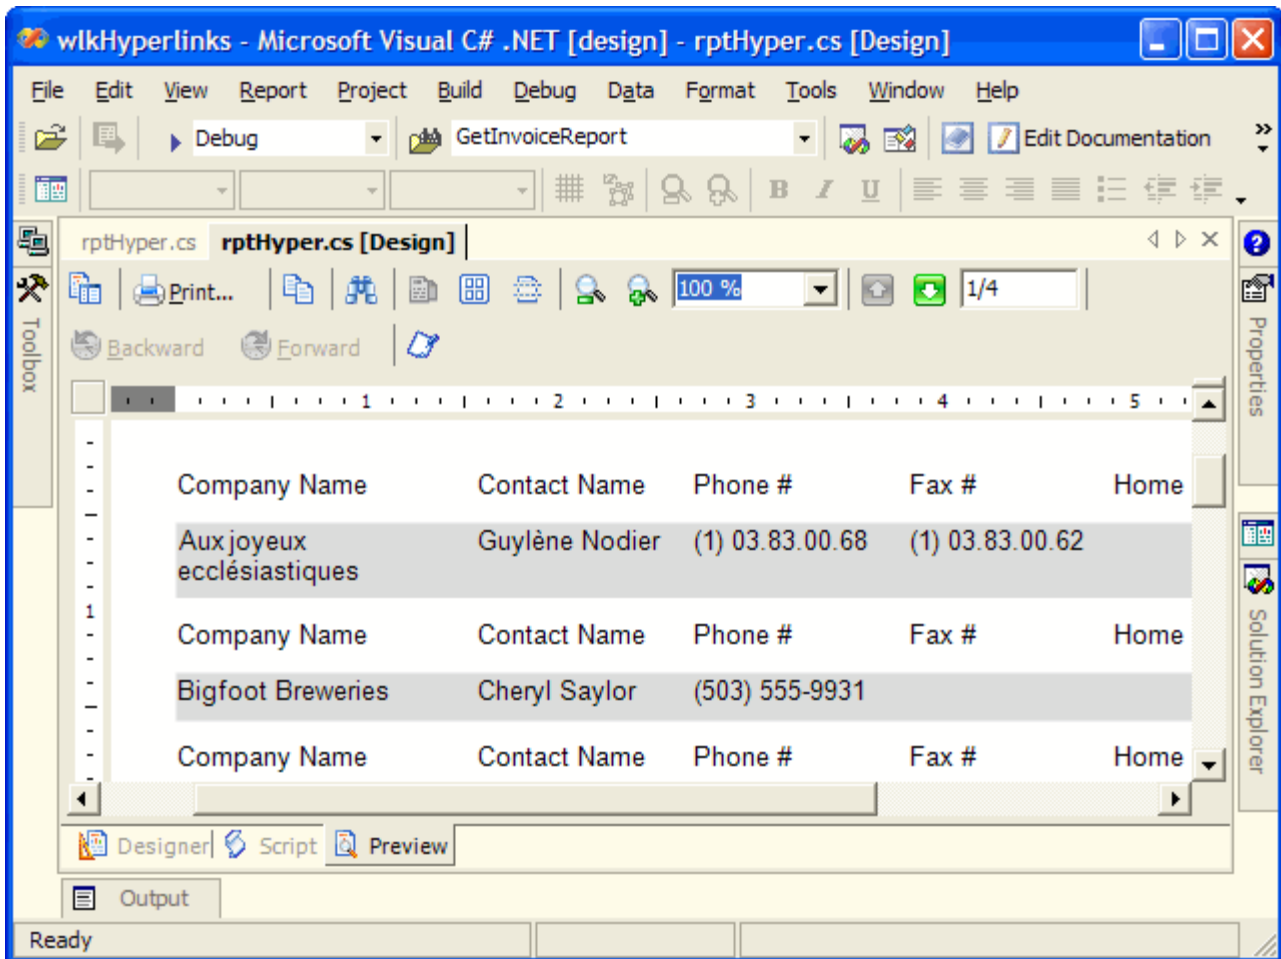 wlkHyperlinks - Microsoft Visual C# .NET [design] - rptHyper.cs [Design]
File Edit View Report Project Build Debug Data Format Tools Window Help
Debug GetInvoiceReport Edit Documentation
B I U
rptHyper.cs rptHyper.cs [Design]
Print... 100 % 1/4
Backward Forward
Toolbox
Properties
1 2 3 4 5
Company Name Contact Name Phone # Fax # Home
Aux joyeux Guylène Nodier (1) 03.83.00.68 (1) 03.83.00.62
ecclésiastiques
1
Company Name Contact Name Phone # Fax # Home
Solution Explorer
Bigfoot Breweries Cheryl Saylor (503) 555-9931
Company Name Contact Name Phone # Fax # Home
Designer Script Preview
Output
Ready